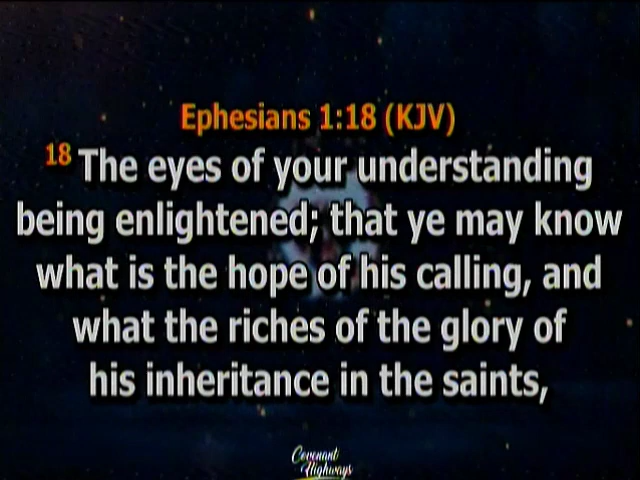 Ephesians 1:18 (KJV)
18 The eyes of your understanding
being enlightened; that ye may know
what is the hope of his calling, and
what the riches of the glory of
his inheritance in the saints,
Covenant
Highways